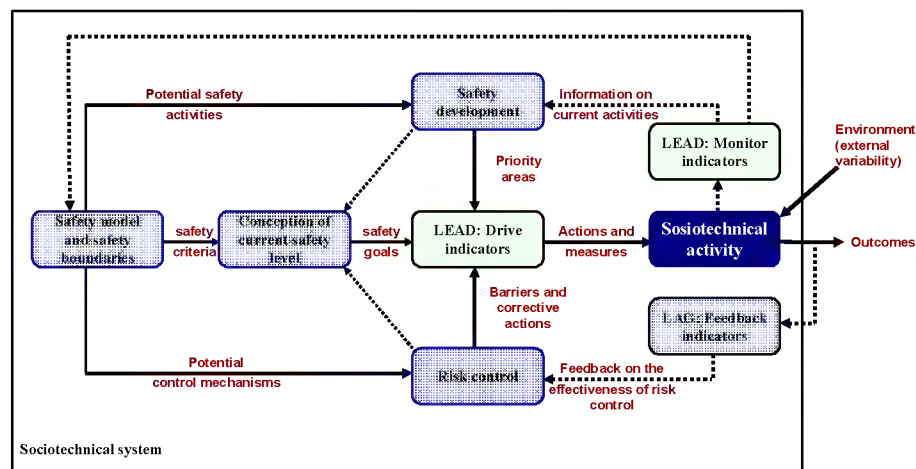 Potential safety
activities
Safety
development
Information on
current activities
LEAD: Monitor
indicators
Environment
(external
variability)
Priority
areas
Safety model
and safety
boundaries
safety
criteria
Conception of
current safety
level
safety
goals
LEAD: Drive
indicators
Actions and
measures
Sosiotechnical
activity
Outcomes
Barriers and
corrective
actions
LAG: Feedback
indicators
Potential
control mechanisms
Risk control
Feedback on the
effectiveness of risk
control
Sociotechnical system